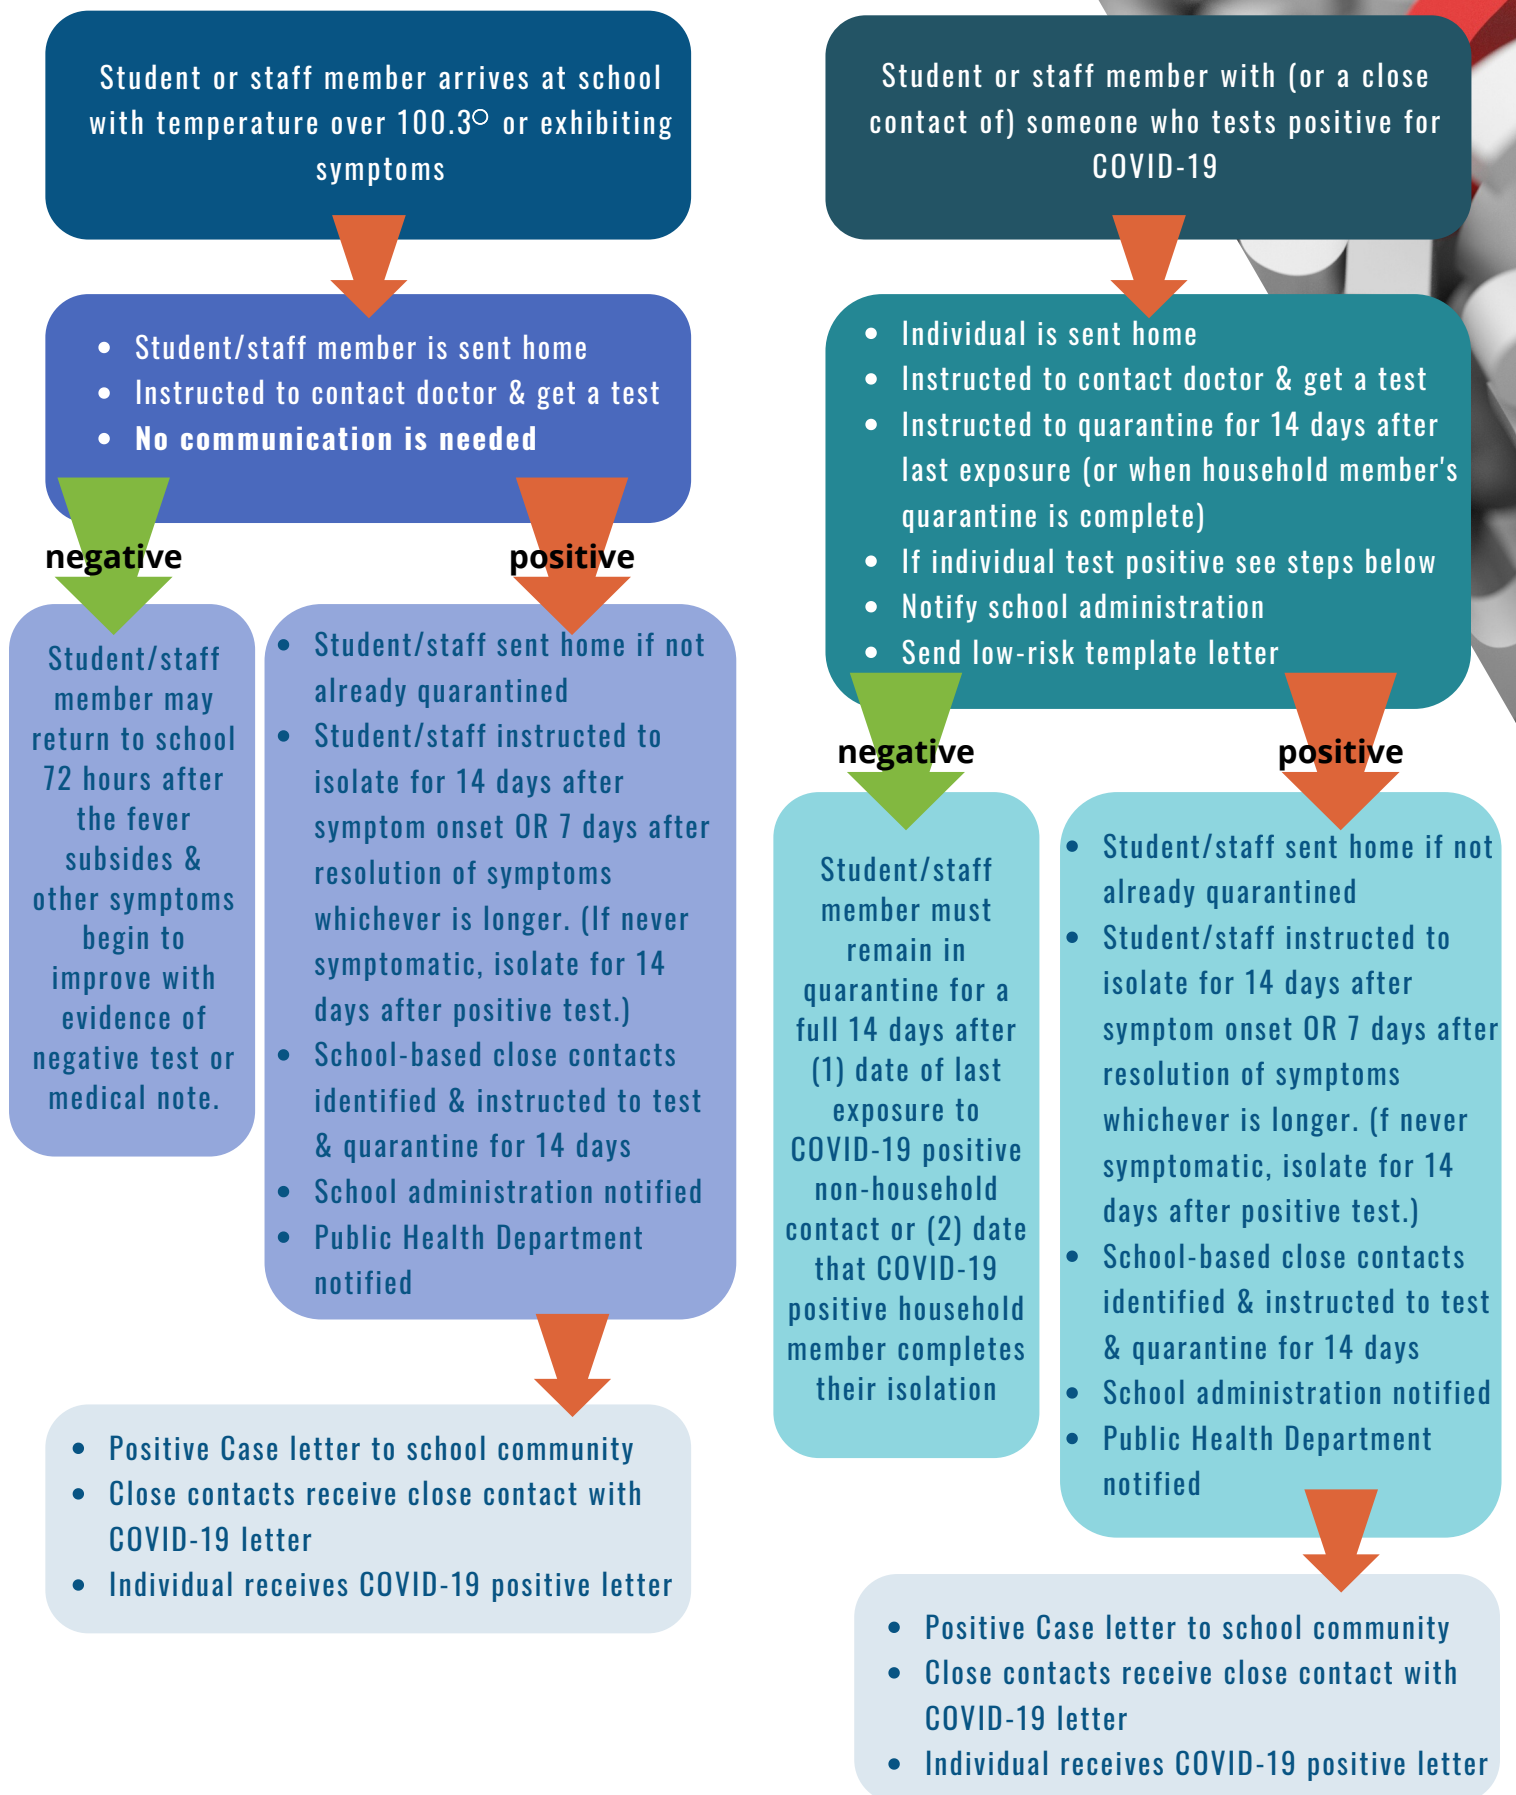 Student or staff member arrives at school
with temperature over 100.3° or exhibiting
symptoms
• Student/staff member is sent home
• Instructed to contact doctor & get a test
• No communication is needed
negative
positive
Student/staff
member may
return to school
72 hours after
the fever
subsides &
other symptoms
begin to
improve with
evidence of
negative test or
medical note.
• Student/staff sent home if not
already quarantined
• Student/staff instructed to
isolate for 14 days after
symptom onset OR 7 days after
resolution of symptoms
whichever is longer. (If never
symptomatic, isolate for 14
days after positive test.)
• School-based close contacts
identified & instructed to test
& quarantine for 14 days
• School administration notified
• Public Health Department
notified
• Positive Case letter to school community
• Close contacts receive close contact with
COVID-19 letter
• Individual receives COVID-19 positive letter
Student or staff member with (or a close
contact of) someone who tests positive for
COVID-19
• Individual is sent home
• Instructed to contact doctor & get a test
• Instructed to quarantine for 14 days after
last exposure (or when household member's
quarantine is complete)
• If individual test positive see steps below
• Notify school administration
• Send low-risk template letter
negative
positive
Student/staff
member must
remain in
quarantine for a
full 14 days after
(1) date of last
exposure to
COVID-19 positive
non-household
contact or (2) date
that COVID-19
positive household
member completes
their isolation
• Student/staff sent home if not
already quarantined
• Student/staff instructed to
isolate for 14 days after
symptom onset OR 7 days after
resolution of symptoms
whichever is longer. (f never
symptomatic, isolate for 14
days after positive test.)
• School-based close contacts
identified & instructed to test
& quarantine for 14 days
• School administration notified
• Public Health Department
notified
• Positive Case letter to school community
• Close contacts receive close contact with
COVID-19 letter
• Individual receives COVID-19 positive letter